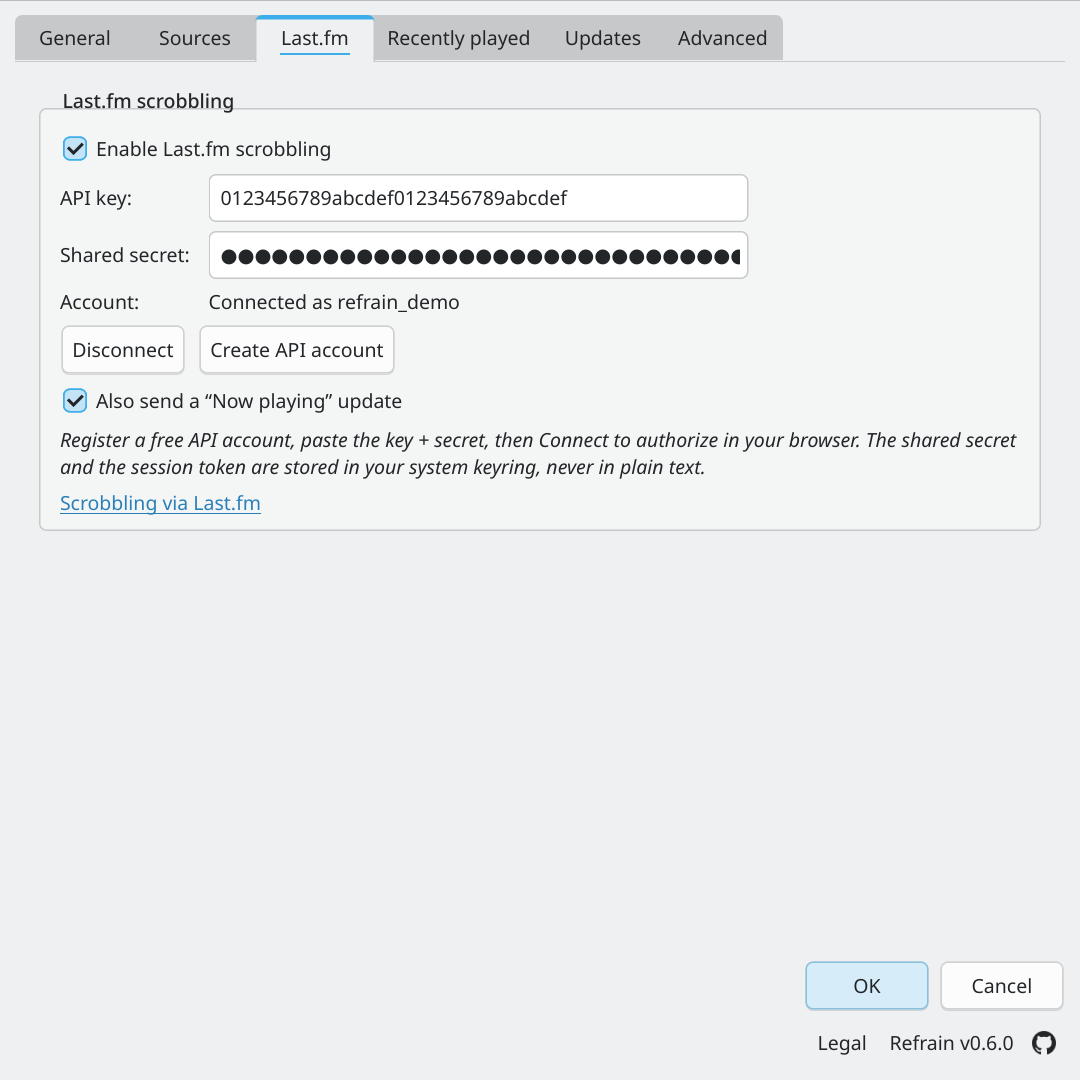 General Sources Last.fm Recently played Updates Advanced
Last.fm scrobbling
Enable Last.fm scrobbling
API key: 0123456789abcdef0123456789abcdef
Shared secret: ●●●●●●●●●●●●●●●●●●●●●●●●●●●●●●●
Account: Connected as refrain_demo
Disconnect Create API account
Also send a “Now playing” update
Register a free API account, paste the key + secret, then Connect to authorize in your browser. The shared secret
and the session token are stored in your system keyring, never in plain text.
Scrobbling via Last.fm
OK Cancel
Legal Refrain v0.6.0